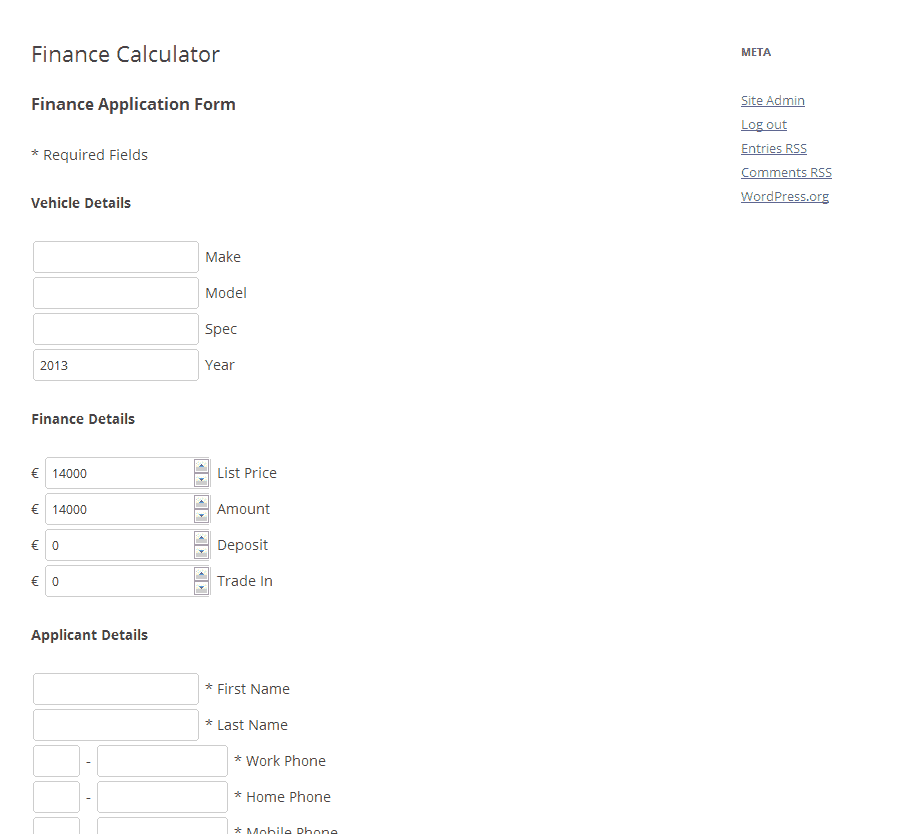 Finance Calculator
Finance Application Form
* Required Fields
Vehicle Details
Make
Model
Spec
2013 Year
Finance Details
€ 14000 List Price
€ 14000 Amount
€ 0 Deposit
€ 0 Trade In
Applicant Details
* First Name
* Last Name
- * Work Phone
- * Home Phone
- * Mobile Phone
META
Site Admin
Log out
Entries RSS
Comments RSS
WordPress.org